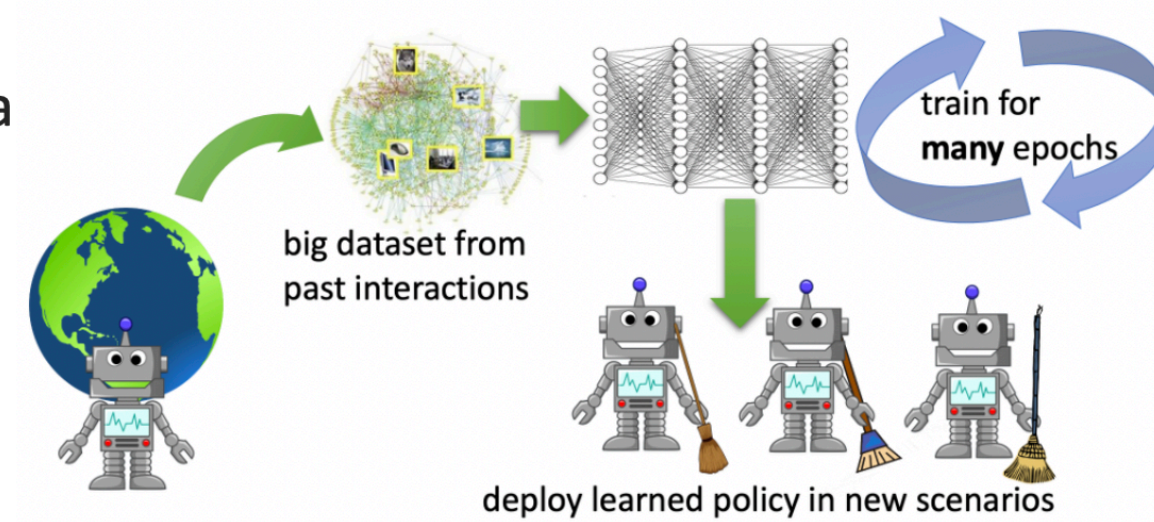 a
train for
many epochs
big dataset from
past interactions
deploy learned policy in new scenarios